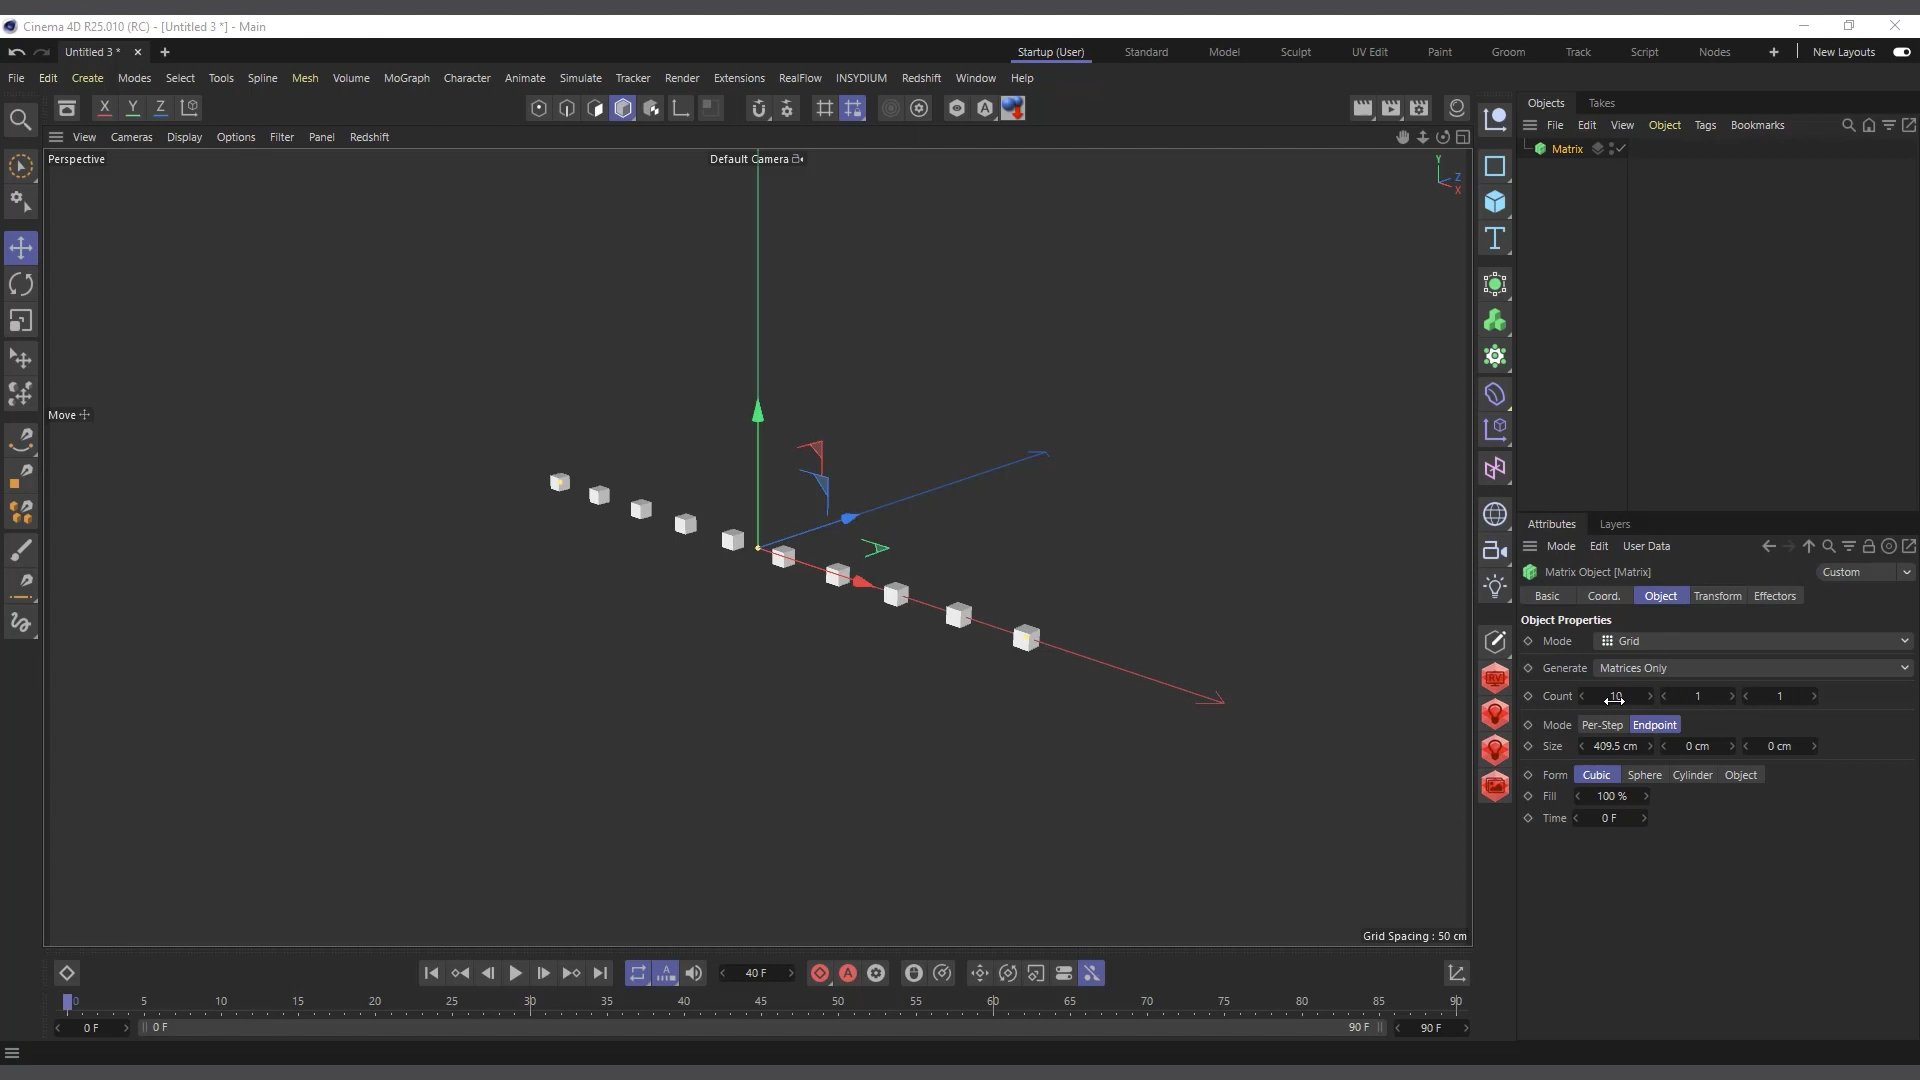 Cinema 4D R25.010 (RC) - [Untitled 3 *] - Main
Untitled 3 *
Startup (User) Standard Model Sculpt UV Edit Paint Groom Track Script Nodes New Layouts
File Edit Create Modes Select Tools Spline Mesh Volume MoGraph Character Animate Simulate Tracker Render Extensions RealFlow INSYDIUM Redshift Window Help
X Y Z
View Cameras Display Options Filter Panel Redshift
Perspective
Default Camera
Y
Z
X
Move
Grid Spacing : 50 cm
Objects Takes
File Edit View Object Tags Bookmarks
Matrix
Attributes Layers
Mode Edit User Data
Matrix Object [Matrix]
Custom
Basic Coord. Object Transform Effectors
Object Properties
Mode Grid
Generate Matrices Only
Count 10 1 1
Mode Per-Step Endpoint
Size 409.5 cm 0 cm 0 cm
Form Cubic Sphere Cylinder Object
Fill 100 %
Time 0 F
40 F
0 5 10 15 20 25 30 35 40 45 50 55 60 65 70 75 80 85 90
0 F 0 F 90 F 90 F